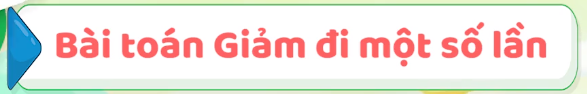 Bài toán Giảm đi một số lần